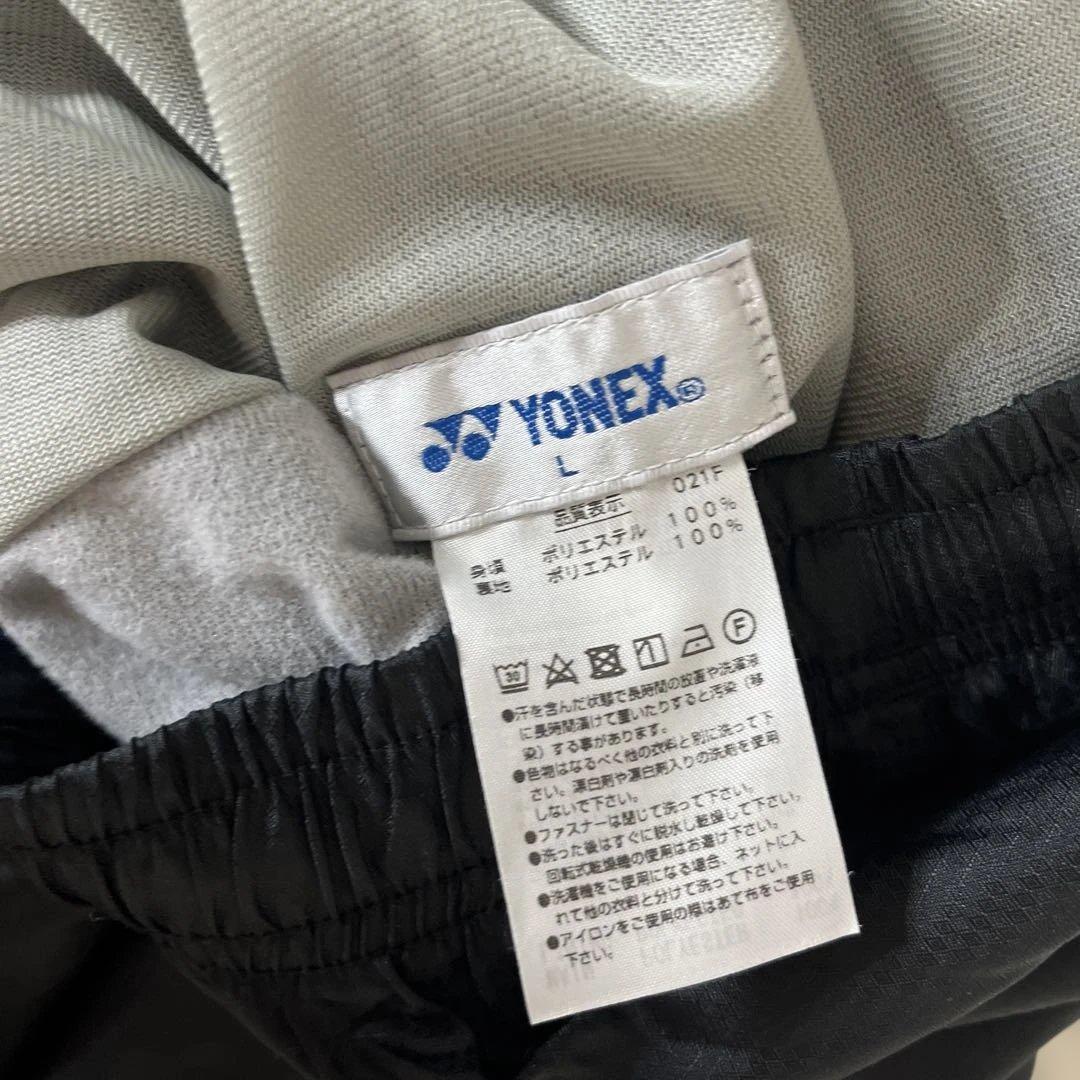 YONEX®
L
021F
品質表示
身頃 ポリエステル 100%
裏地 ポリエステル 100%
30 F
●汗を含んだ状態で長時間の放置や洗濯液
に長時間漬けて置いたりすると汚染(移
染)する事があります。
●色物はなるべく他の衣料と別に洗って下
さい。漂白剤や漂白剤入りの洗剤を使用
しないで下さい。
●ファスナーは閉じて洗って下さい。
●洗った後はすぐに脱水し乾燥して下さい。
回転式乾燥機の使用はお避け下さい。
●洗濯機をご使用になる場合、ネットに入
れて他の衣料と分けて洗って下さい。
●アイロンをご使用の際はあて布をご使用
下さい。